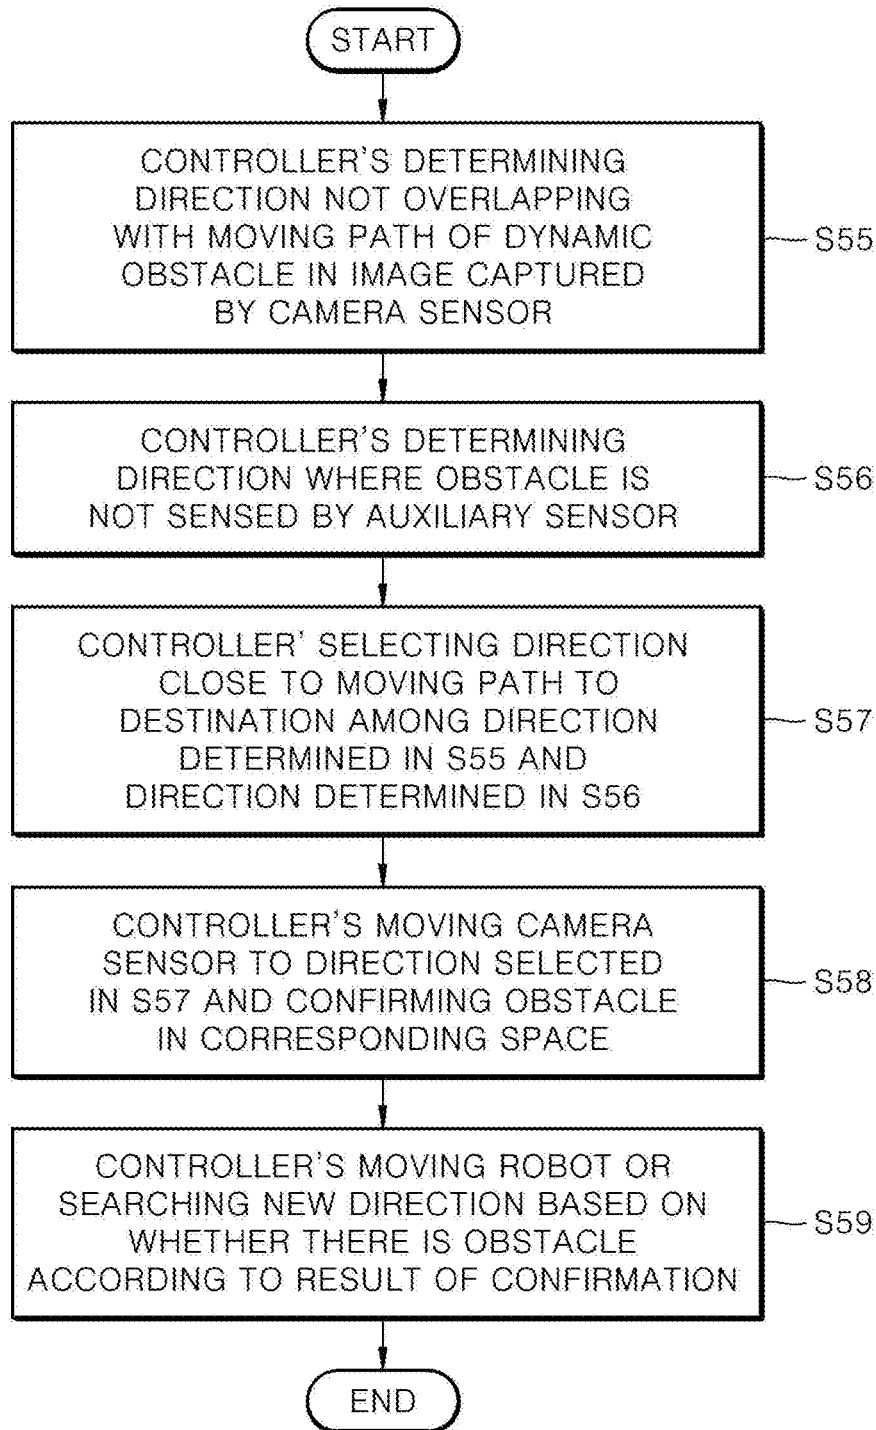 START
CONTROLLER'S DETERMINING
DIRECTION NOT OVERLAPPING
WITH MOVING PATH OF DYNAMIC
OBSTACLE IN IMAGE CAPTURED
BY CAMERA SENSOR
S55
CONTROLLER'S DETERMINING
DIRECTION WHERE OBSTACLE IS
NOT SENSED BY AUXILIARY SENSOR
S56
CONTROLLER' SELECTING DIRECTION
CLOSE TO MOVING PATH TO
DESTINATION AMONG DIRECTION
DETERMINED IN S55 AND
DIRECTION DETERMINED IN S56
S57
CONTROLLER'S MOVING CAMERA
SENSOR TO DIRECTION SELECTED
IN S57 AND CONFIRMING OBSTACLE
IN CORRESPONDING SPACE
S58
CONTROLLER'S MOVING ROBOT OR
SEARCHING NEW DIRECTION BASED ON
WHETHER THERE IS OBSTACLE
ACCORDING TO RESULT OF CONFIRMATION
S59
END